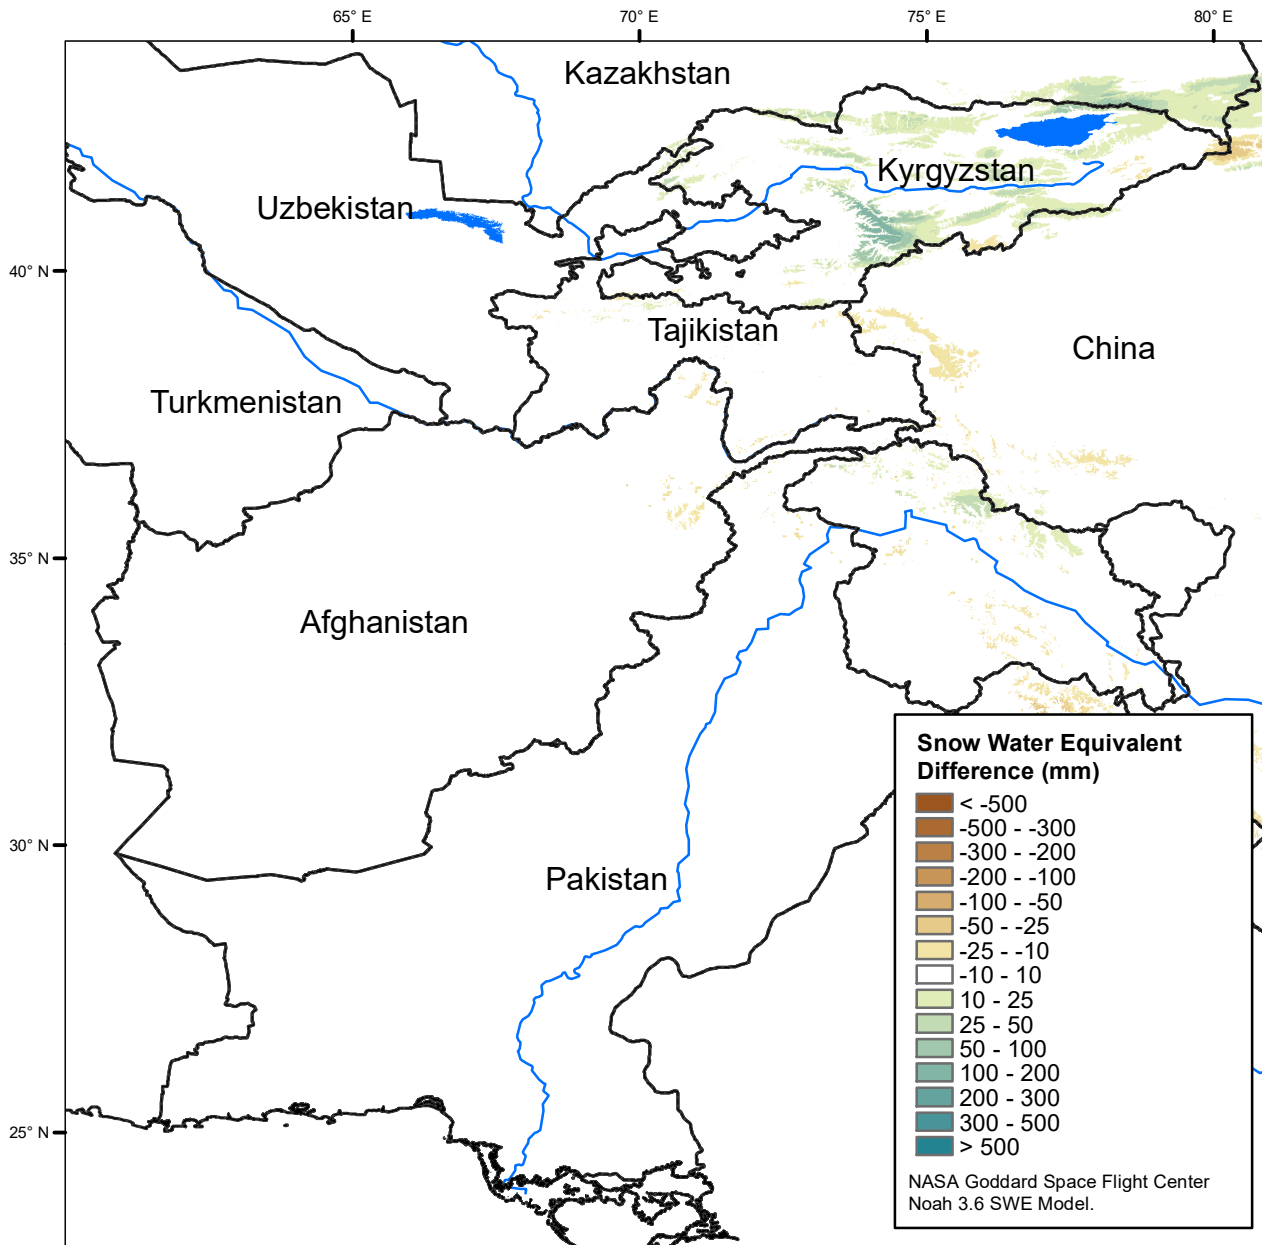 65° E
70° E
75° E
80° E
Kazakhstan
Kyrgyzstan
Uzbekistan
40° N
Tajikistan
China
Turkmenistan
35° N
Afghanistan
30° N
Pakistan
25° N
Snow Water Equivalent
Difference (mm)
< -500
-500 - -300
-300 - -200
-200 - -100
-100 - -50
-50 - -25
-25 - -10
-10 - 10
10 - 25
25 - 50
50 - 100
100 - 200
200 - 300
300 - 500
> 500
NASA Goddard Space Flight Center
Noah 3.6 SWE Model.